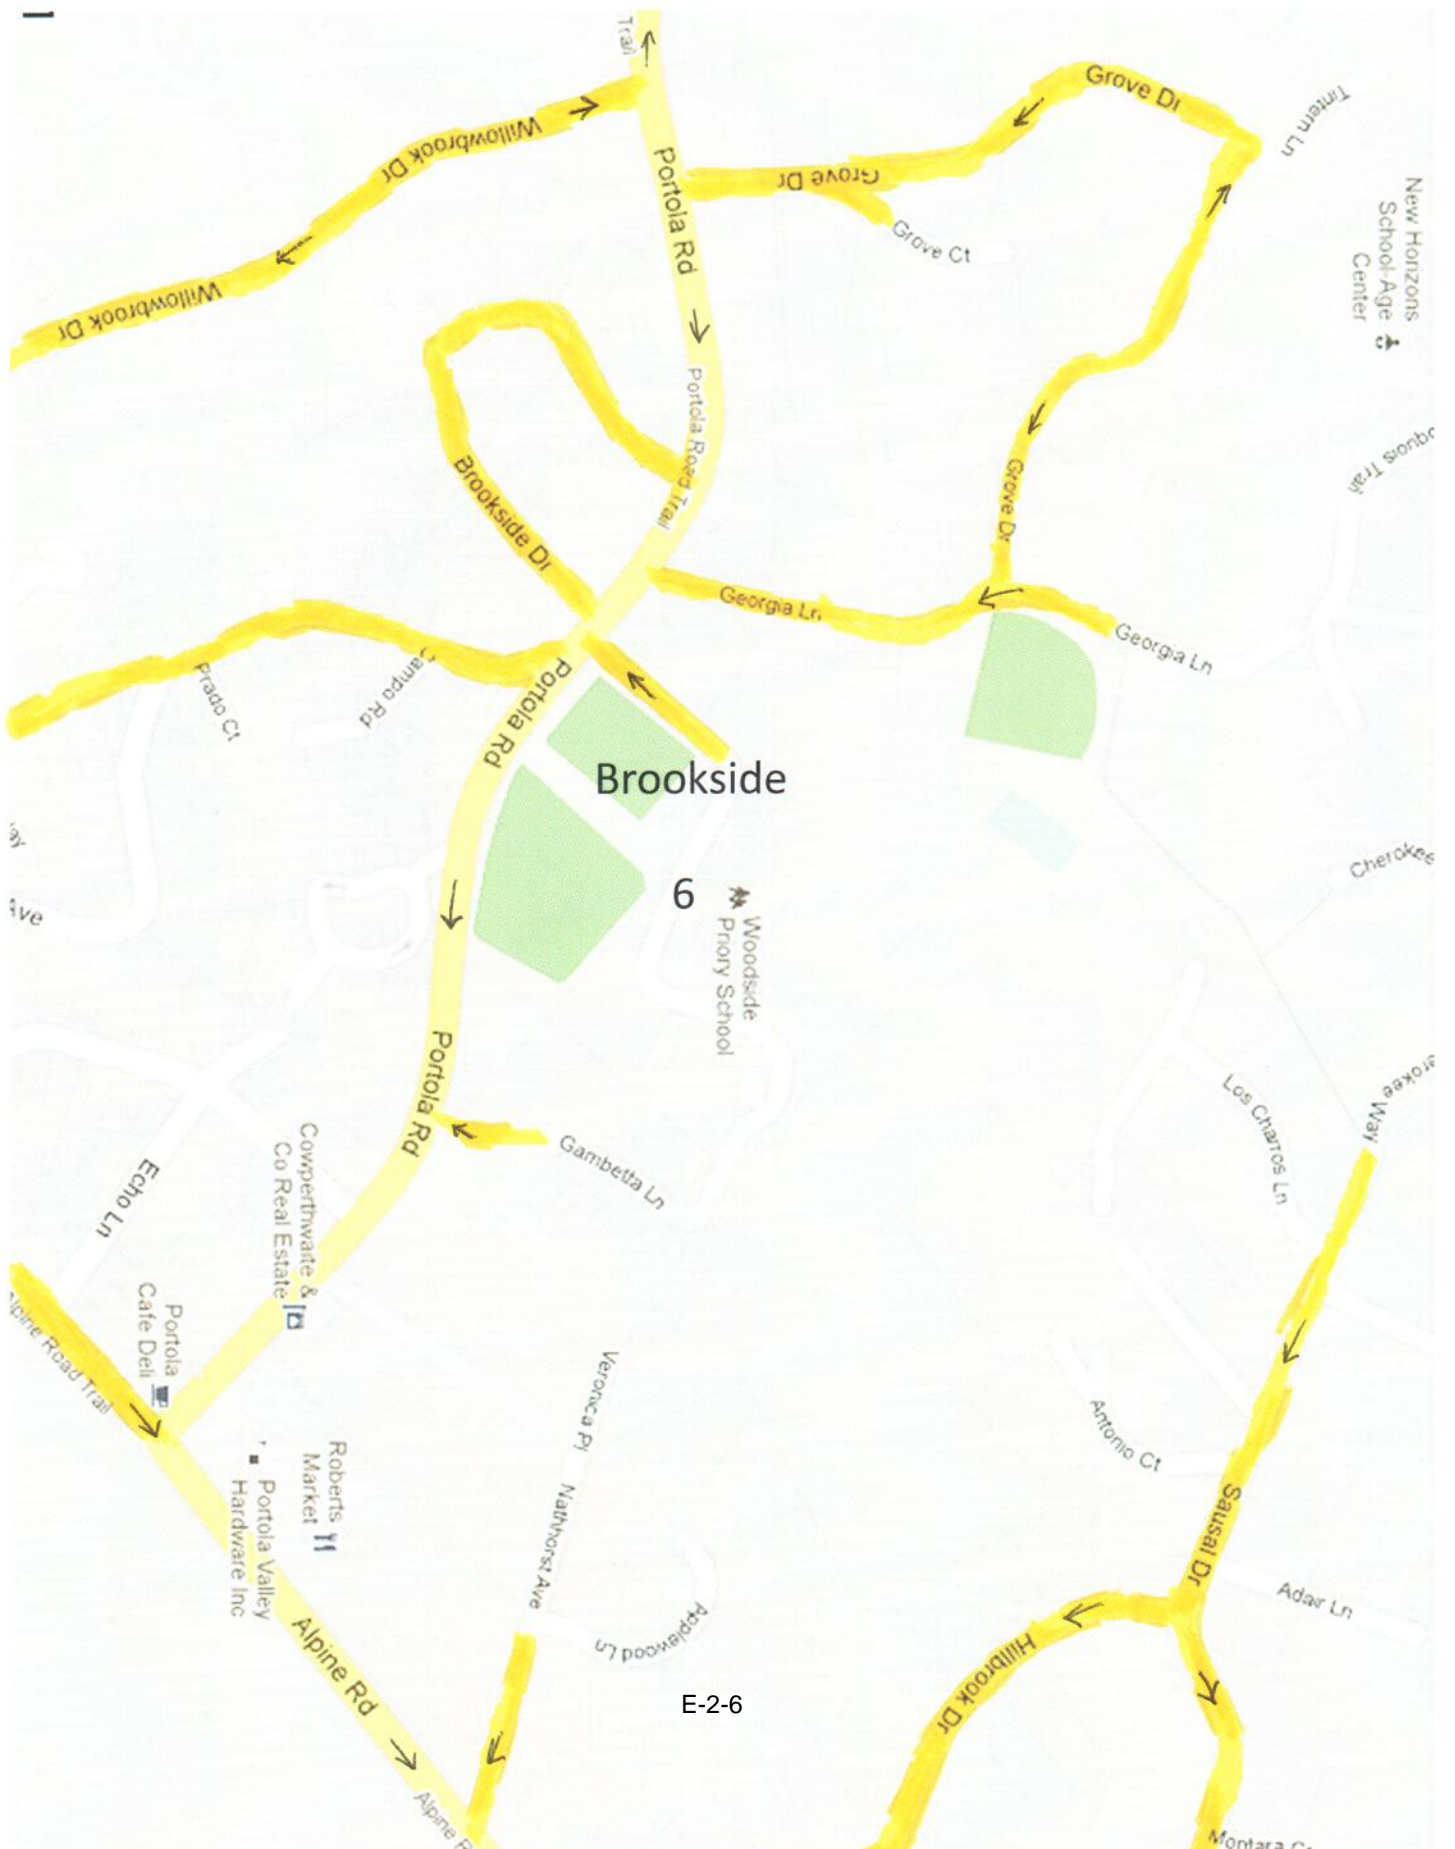 Trail
Grove Dr
Tintern Ln
Willowbrook Dr
Portola Rd
Grove Dr
Grove Ct
New Horizons
School-Age
Center
Willowbrook Dr
Portola Road Trail
Brookside Dr
Grove Dr
Georgia Ln
Georgia Ln
Prado Ct
Campo Rd
Portola Rd
Brookside
6
Woodside
Priory School
Cherokee
Ave
Portola Rd
Los Charros Ln
Way
Gambetta Ln
Echo Ln
Cowperthwaite &
Co Real Estate
Portola
Cafe Deli
Alpine Road Trail
Roberts
Market
Portola Valley
Hardware Inc
Veronica Pl
Nathhorst Ave
Applewood Ln
Antonio Ct
Sausal Dr
Adair Ln
Hillbrook Dr
Alpine Rd
E-2-6
Alpine R
Montara